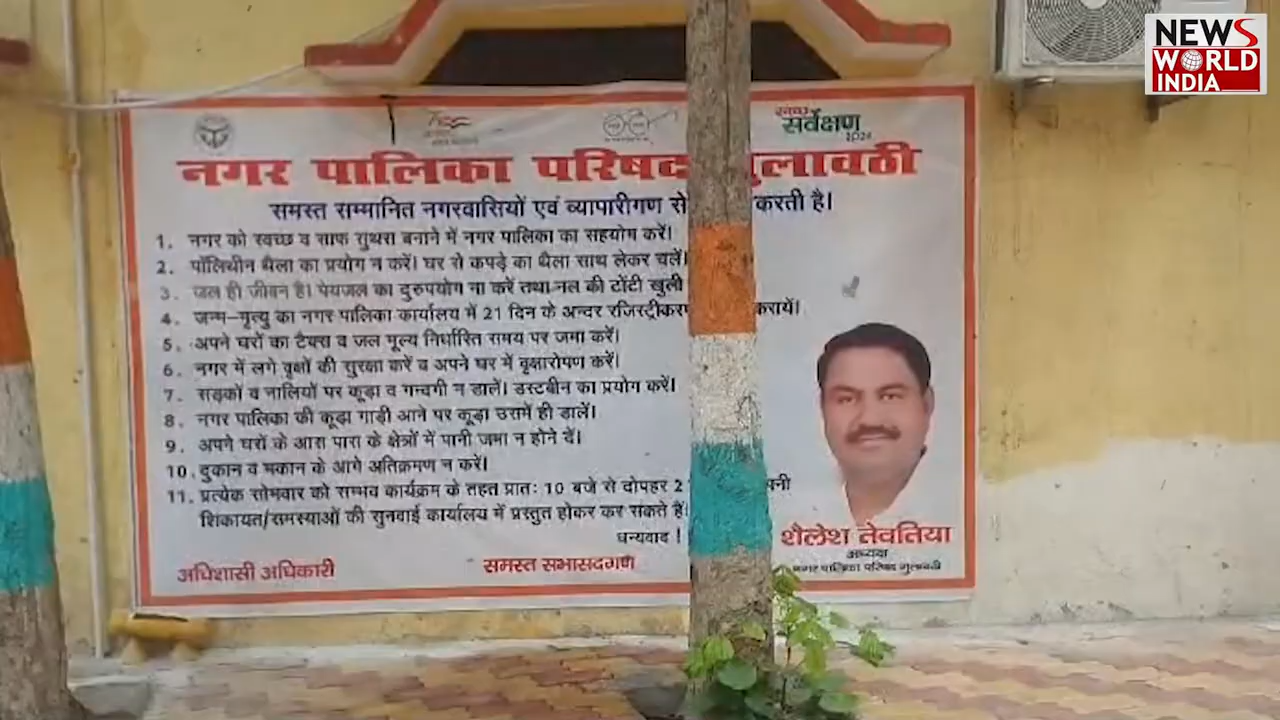 NEWS
WORLD
INDIA
स्वच्छ
सर्वेक्षण
2024
नगर पालिका परिषद गुलावठी
समस्त सम्मानित नगरवासियों एवं व्यापारीगण से करती है।
1. नगर को स्वच्छ व साफ सुथरा बनाने में नगर पालिका का सहयोग करें।
2. पॉलिथीन थैला का प्रयोग न करें। घर से कपड़े का थैला साथ लेकर चलें।
3. जल ही जीवन है। पेयजल का दुरुपयोग ना करें तथा नल की टोंटी खुली
4. जन्म-मृत्यु का नगर पालिका कार्यालय में 21 दिन के अन्दर रजिस्ट्रीकरण करायें।
5. अपने घरों का टैक्स व जल मूल्य निर्धारित समय पर जमा करें।
6. नगर में लगे वृक्षों की सुरक्षा करें व अपने घर में वृक्षारोपण करें।
7. सड़कों व नालियों पर कूड़ा व गन्दगी न डालें। डस्टबीन का प्रयोग करें।
8. नगर पालिका की कूड़ा गाड़ी आने पर कूड़ा उसमें ही डालें।
9. अपने घरों के आस पास के क्षेत्रों में पानी जमा न होने दें।
10. दुकान व मकान के आगे अतिक्रमण न करें।
11. प्रत्येक सोमवार को सम्भव कार्यक्रम के तहत प्रातः 10 बजे से दोपहर 2
शिकायत/समस्याओं की सुनवाई कार्यालय में प्रस्तुत होकर कर सकते हैं।
धन्यवाद !
अधिशासी अधिकारी
समस्त सभासदगण
शैलेश तेवतिया
अध्यक्ष
नगर पालिका परिषद गुलावठी